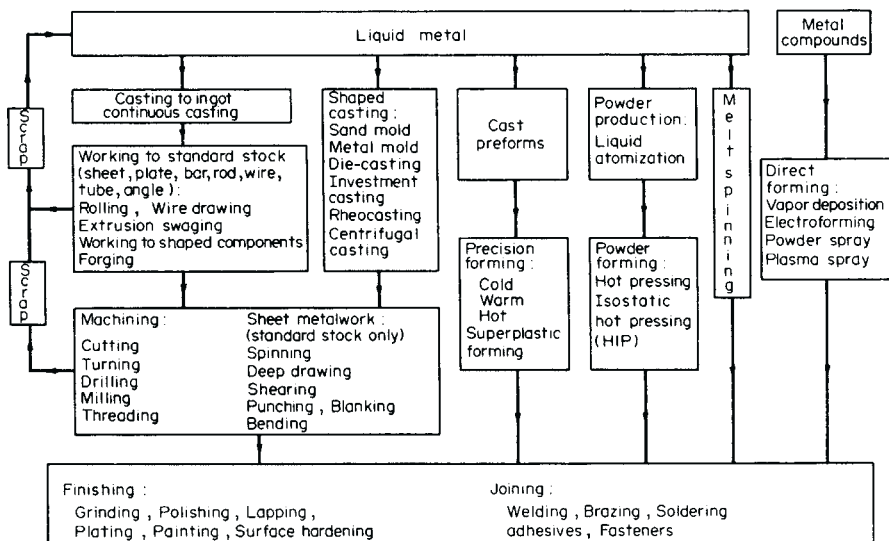 Liquid metal
Metal
compounds
Scrap
Scrap
Casting to ingot
continuous casting
Working to standard stock
(sheet, plate, bar, rod, wire,
tube, angle):
Rolling, Wire drawing
Extrusion swaging
Working to shaped components
Forging
Shaped
casting:
Sand mold
Metal mold
Die-casting
Investment
casting
Rheocasting
Centrifugal
casting
Cast
preforms
Powder
production:
Liquid
atomization
Melt spinning
Direct
forming:
Vapor deposition
Electroforming
Powder spray
Plasma spray
Precision
forming:
Cold
Warm
Hot
Superplastic
forming
Powder
forming:
Hot pressing
Isostatic
hot pressing
(HIP)
Machining:
Cutting
Turning
Drilling
Milling
Threading
Sheet metalwork:
(standard stock only)
Spinning
Deep drawing
Shearing
Punching, Blanking
Bending
Finishing:
Grinding, Polishing, Lapping,
Plating, Painting, Surface hardening
Joining:
Welding, Brazing, Soldering
adhesives, Fasteners